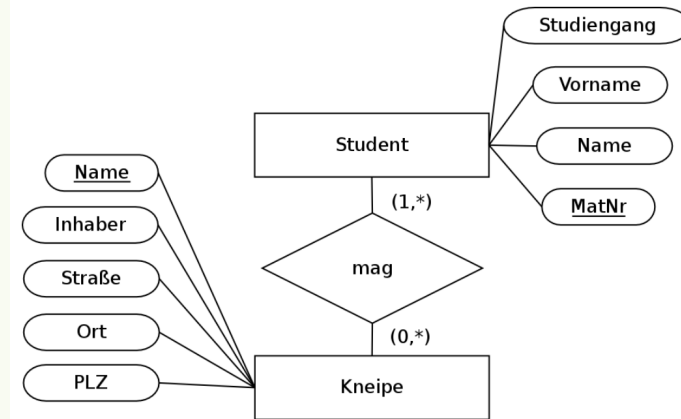 Studiengang
Vorname
Student
Name
Name
MatNr
(1,*)
Inhaber
mag
Straße
Ort
(0,*)
PLZ
Kneipe